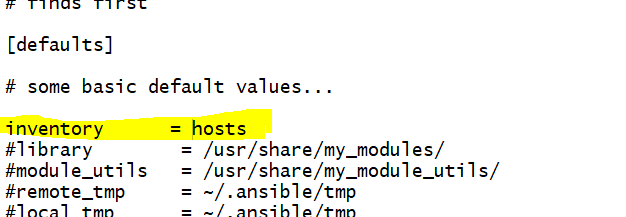 # finds first
[defaults]
# some basic default values...
inventory      = hosts
#library        = /usr/share/my_modules/
#module_utils   = /usr/share/my_module_utils/
#remote_tmp     = ~/.ansible/tmp
#local_tmp      = ~/.ansible/tmp